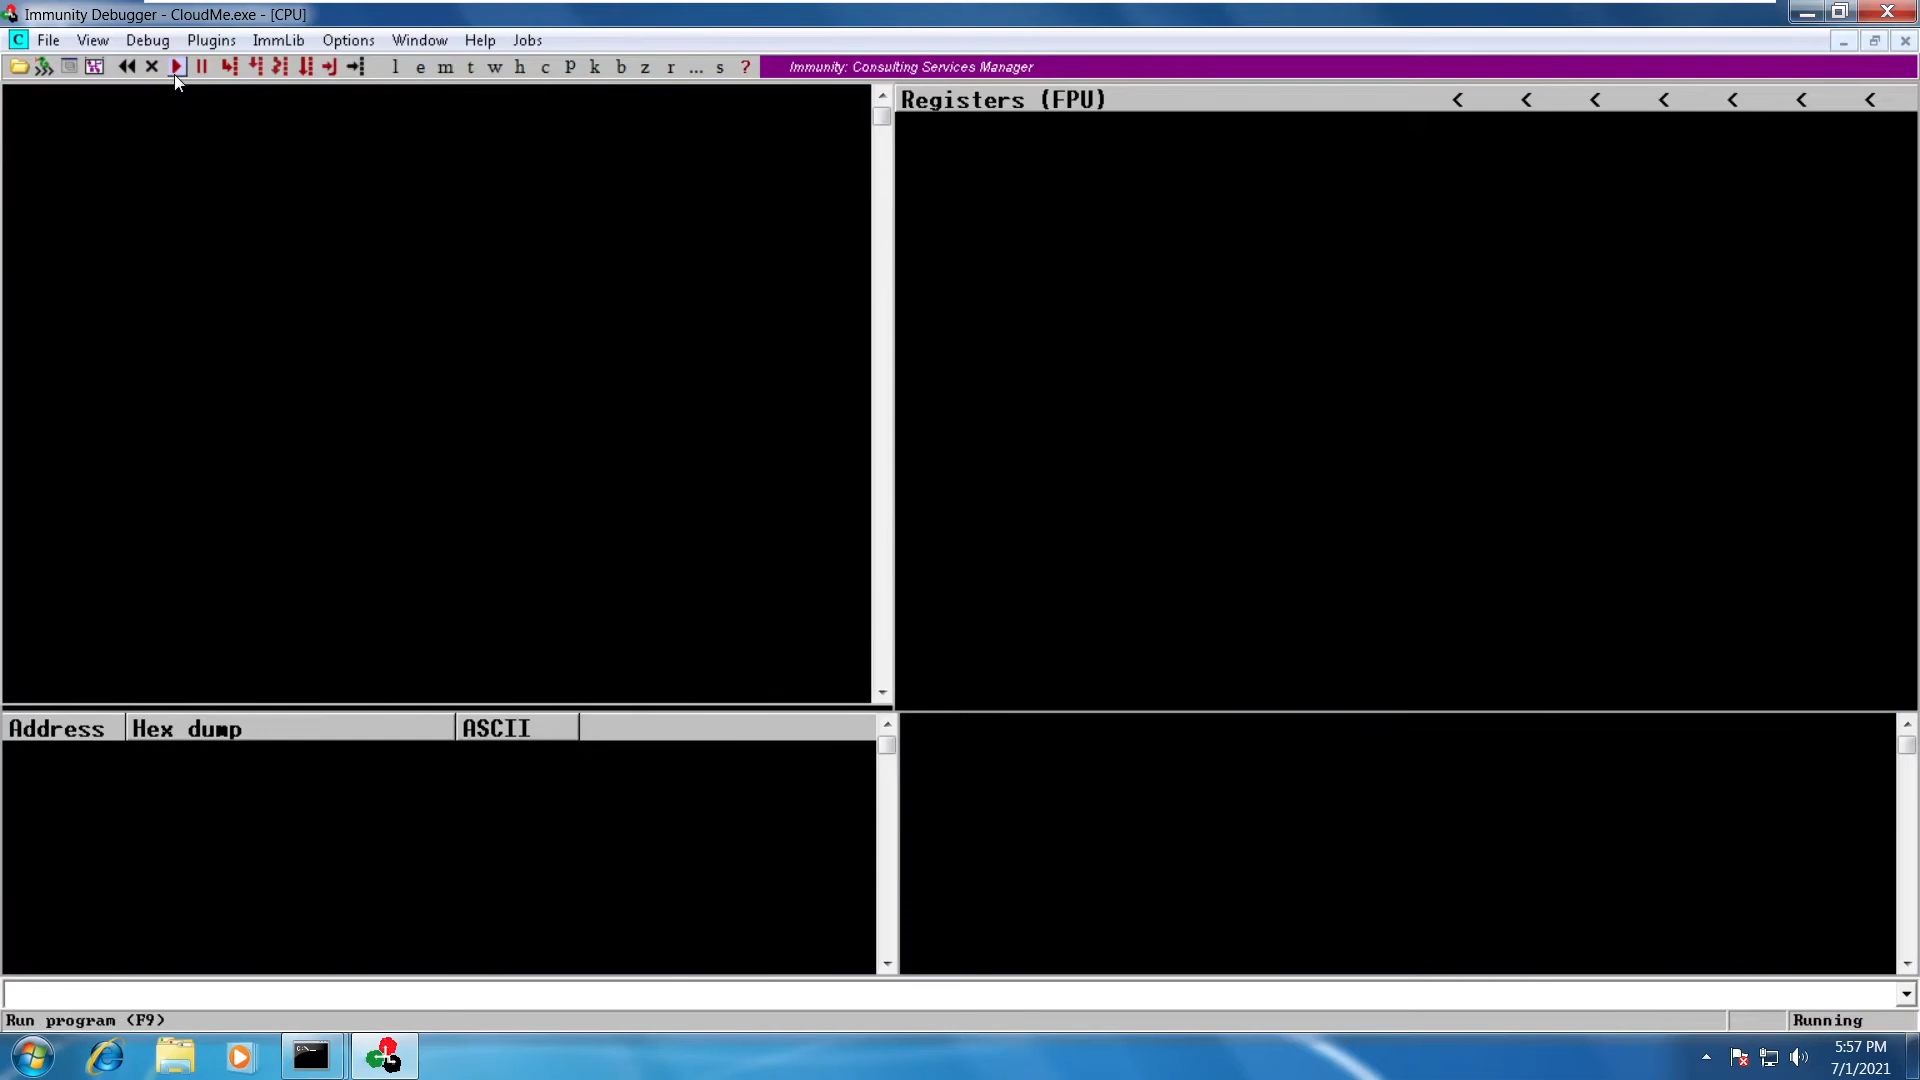 Immunity Debugger - CloudMe.exe - [CPU]
C File View Debug Plugins ImmLib Options Window Help Jobs
l e m t w h c P k b z r ... s ? Immunity: Consulting Services Manager
Registers (FPU) < < < < < < <
Address Hex dump ASCII
Run program (F9) Running
C:\.
5:57 PM
7/1/2021